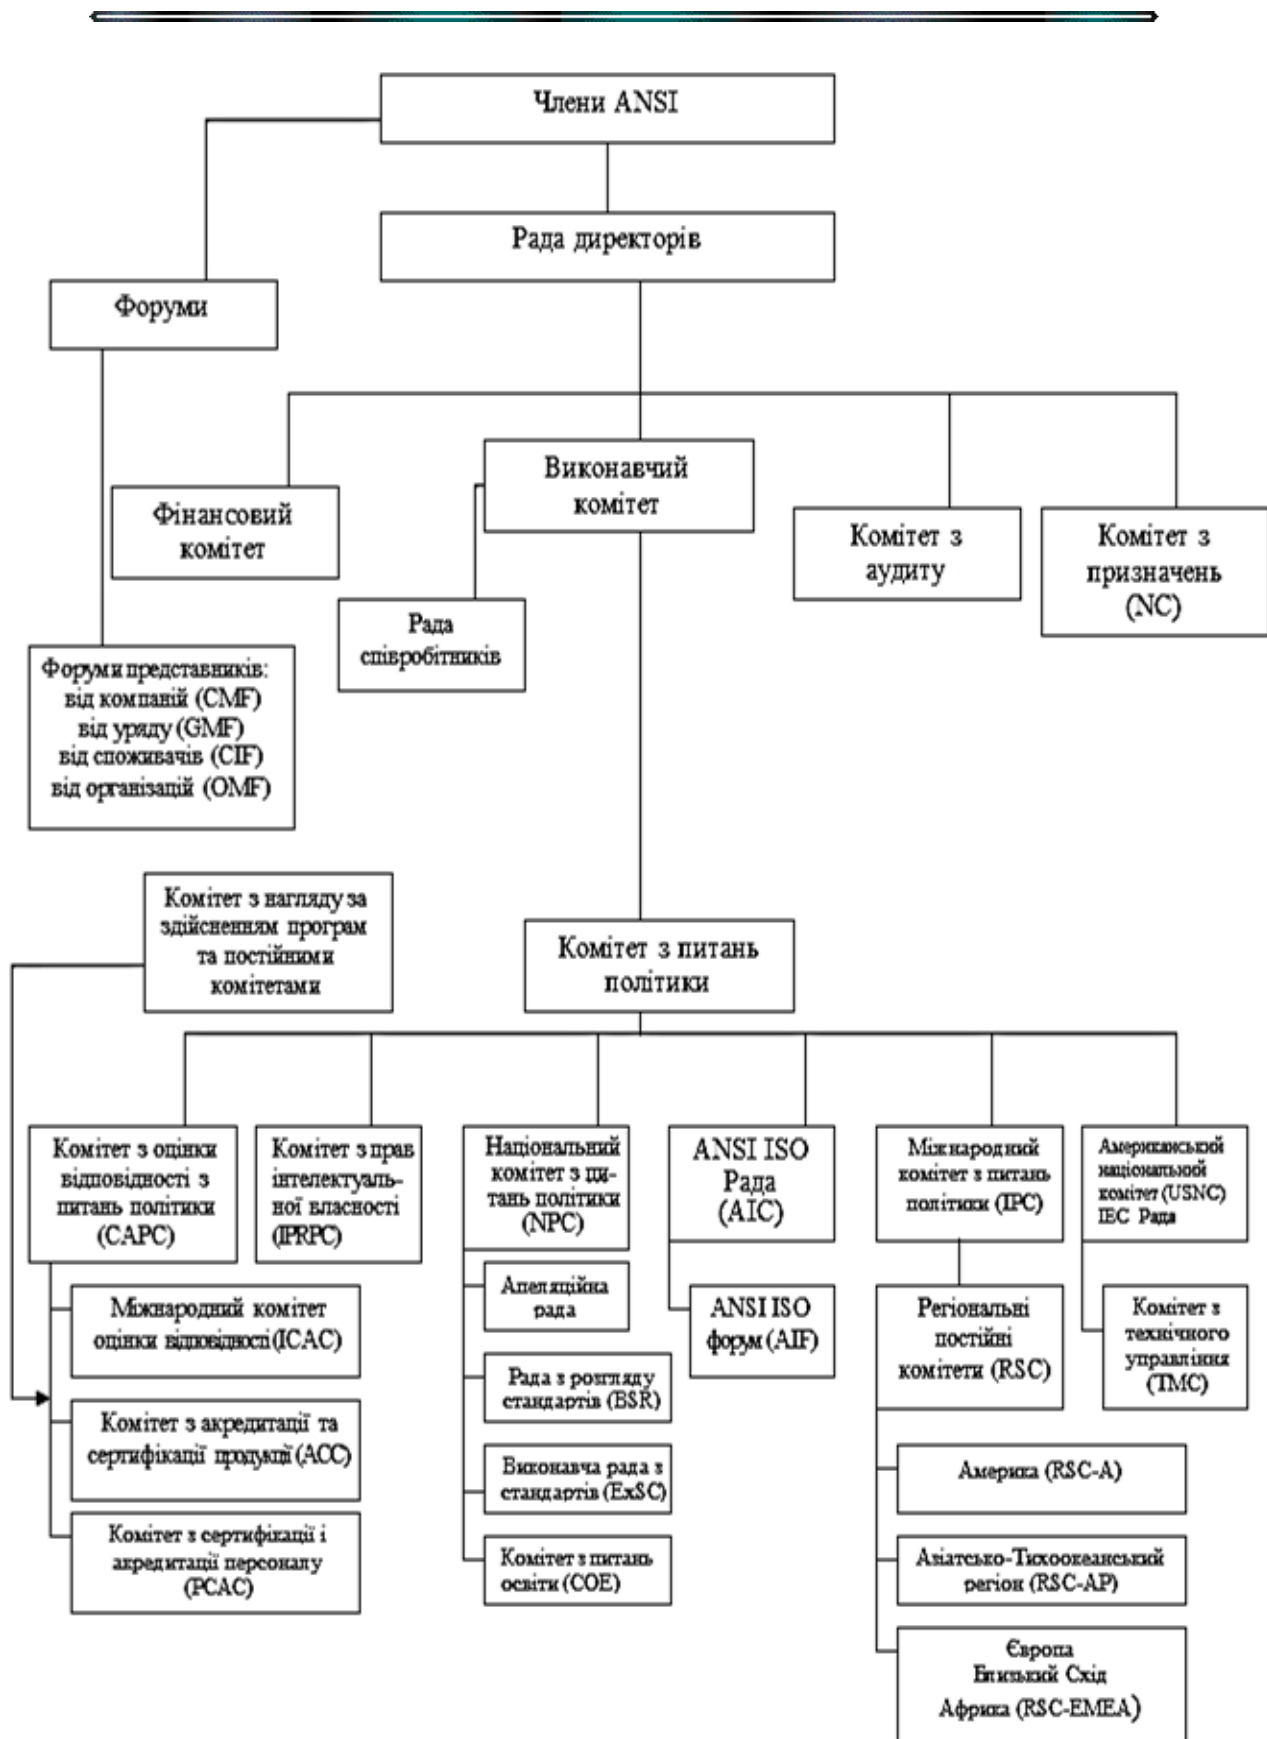 Члени ANSI
Рада директорів
Форуми
Виконавчий
комітет
Фінансовий
комітет
Комітет з
аудиту
Комітет з
призначень
(NC)
Рада
співробітників
Форуми представників:
від компаній (CMF)
від уряду (GMF)
від споживачів (CIF)
від організацій (OMF)
Комітет з нагляду за
здійсненням програм
та постійними
комітетами
Комітет з питань
політики
Комітет з оцінки
відповідності з
питань політики
(CAPC)
Комітет з прав
інтелектуаль-
ної власності
(IPRPC)
Національний
комітет з пи-
тань політики
(NPC)
ANSI ISO
Рада
(AIC)
Міжнародний
комітет з питань
політики (IPC)
Американський
національний
комітет (USNC)
IEC Рада
Міжнародний комітет
оцінки відповідності (ICAC)
Комітет з акредитації та
сертифікації продукції (ACC)
Комітет з сертифікації і
акредитації персоналу
(PCAC)
Апеляційна
рада
Рада з розгляду
стандартів (BSR)
Виконавча рада з
стандартів (ExSC)
Комітет з питань
освіти (COE)
ANSI ISO
форум (AIF)
Регіональні
постійні
комітети (RSC)
Америка (RSC-A)
Азіатсько-Тихоокеанський
регіон (RSC-AP)
Європа
Близький Схід
Африка (RSC-EMEA)
Комітет з
технічного
управління
(TMC)